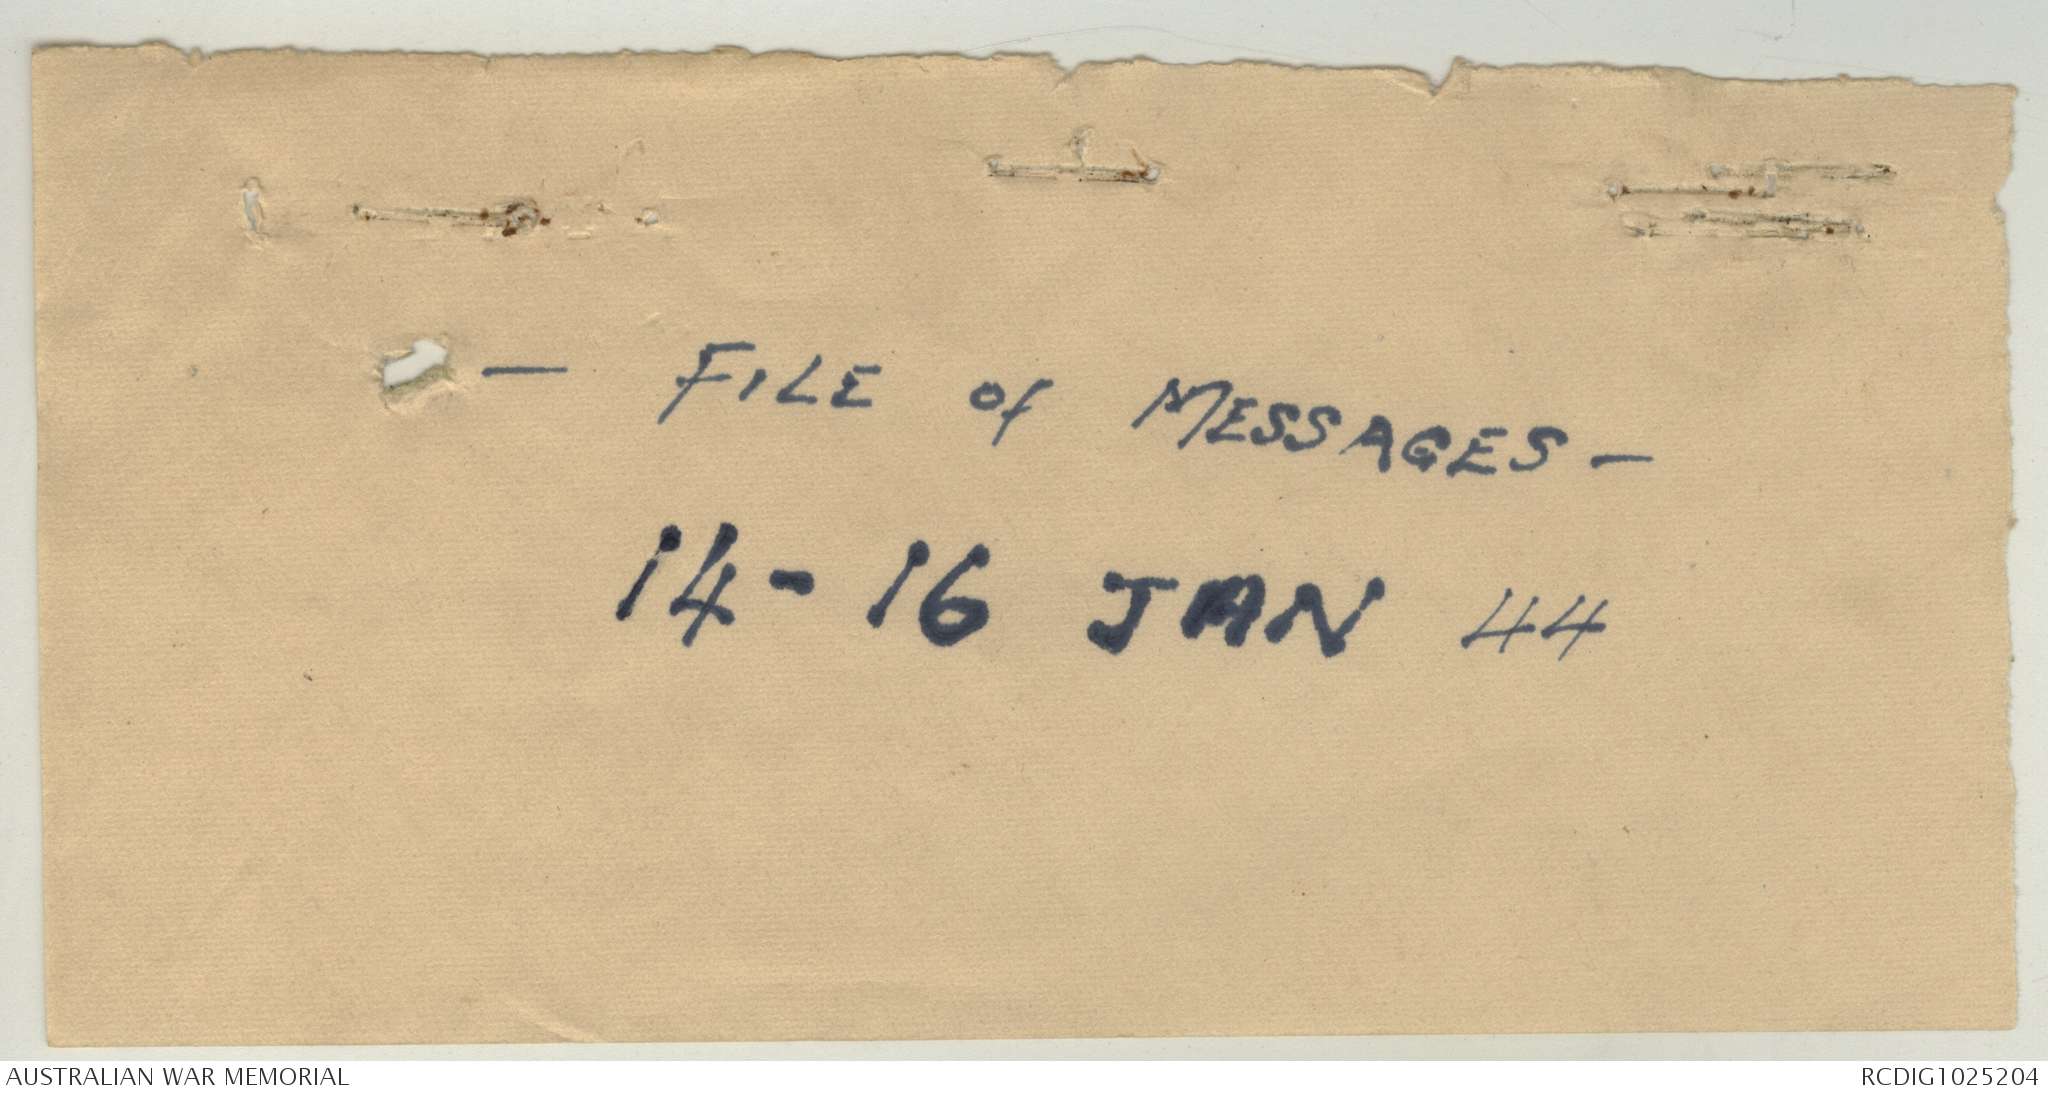 — FILE of MESSAGES —
14 - 16 JAN 44
AUSTRALIAN WAR MEMORIAL
RCDIG1025204